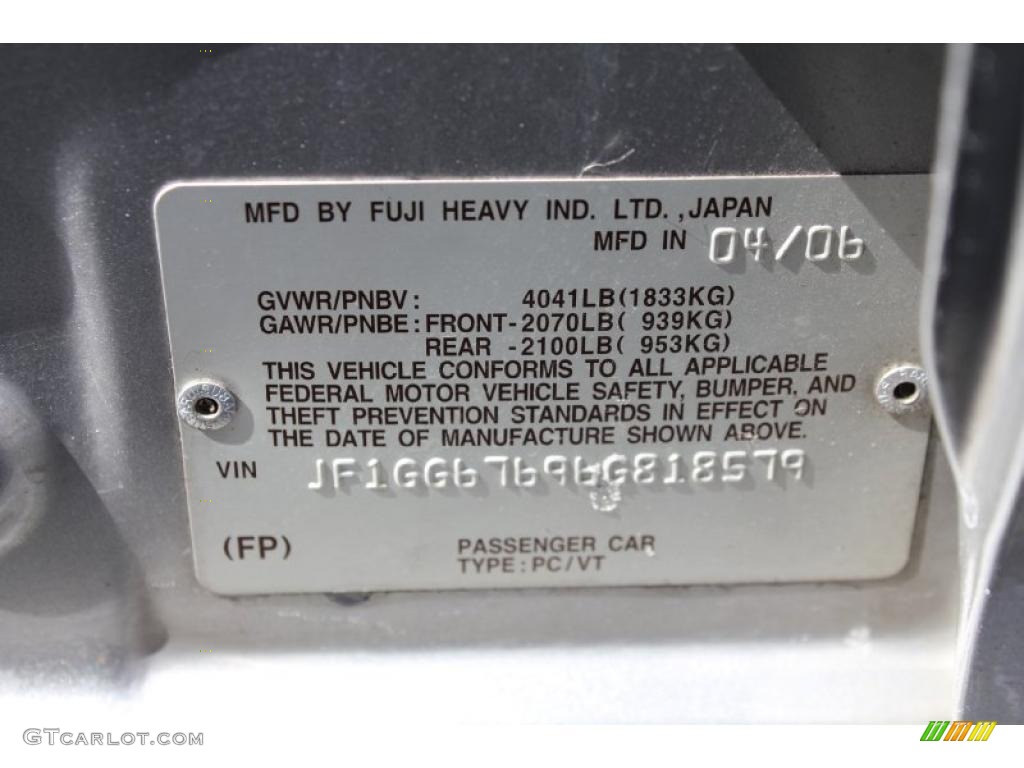 MFD BY FUJI HEAVY IND. LTD.,JAPAN
MFD IN 04/06
GVWR/PNBV: 4041LB(1833KG)
GAWR/PNBE:FRONT-2070LB( 939KG)
REAR -2100LB( 953KG)
THIS VEHICLE CONFORMS TO ALL APPLICABLE
FEDERAL MOTOR VEHICLE SAFETY, BUMPER, AND
THEFT PREVENTION STANDARDS IN EFFECT ON
THE DATE OF MANUFACTURE SHOWN ABOVE.
VIN JF1GG67696G818579
(FP) PASSENGER CAR
TYPE:PC/VT
GTCARLOT.COM